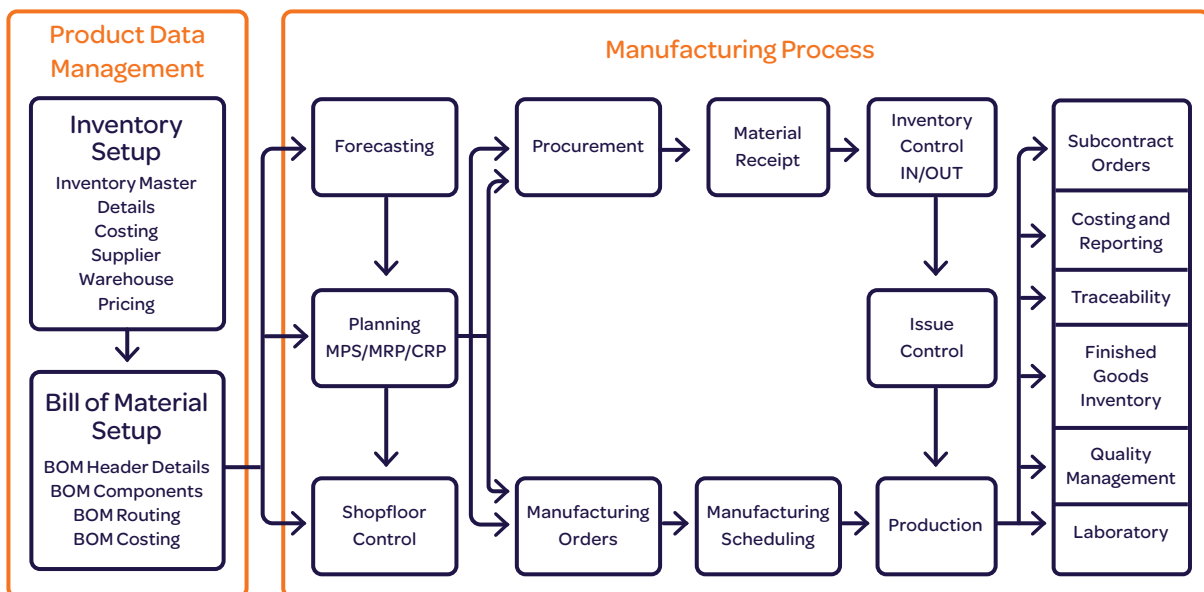 Product Data
Management
Inventory
Setup
Inventory Master
Details
Costing
Supplier
Warehouse
Pricing
Bill of Material
Setup
BOM Header Details
BOM Components
BOM Routing
BOM Costing
Manufacturing Process
Forecasting
Planning
MPS/MRP/CRP
Shopfloor
Control
Procurement
Material
Receipt
Inventory
Control
IN/OUT
Issue
Control
Manufacturing
Orders
Manufacturing
Scheduling
Production
Subcontract
Orders
Costing and
Reporting
Traceability
Finished
Goods
Inventory
Quality
Management
Laboratory